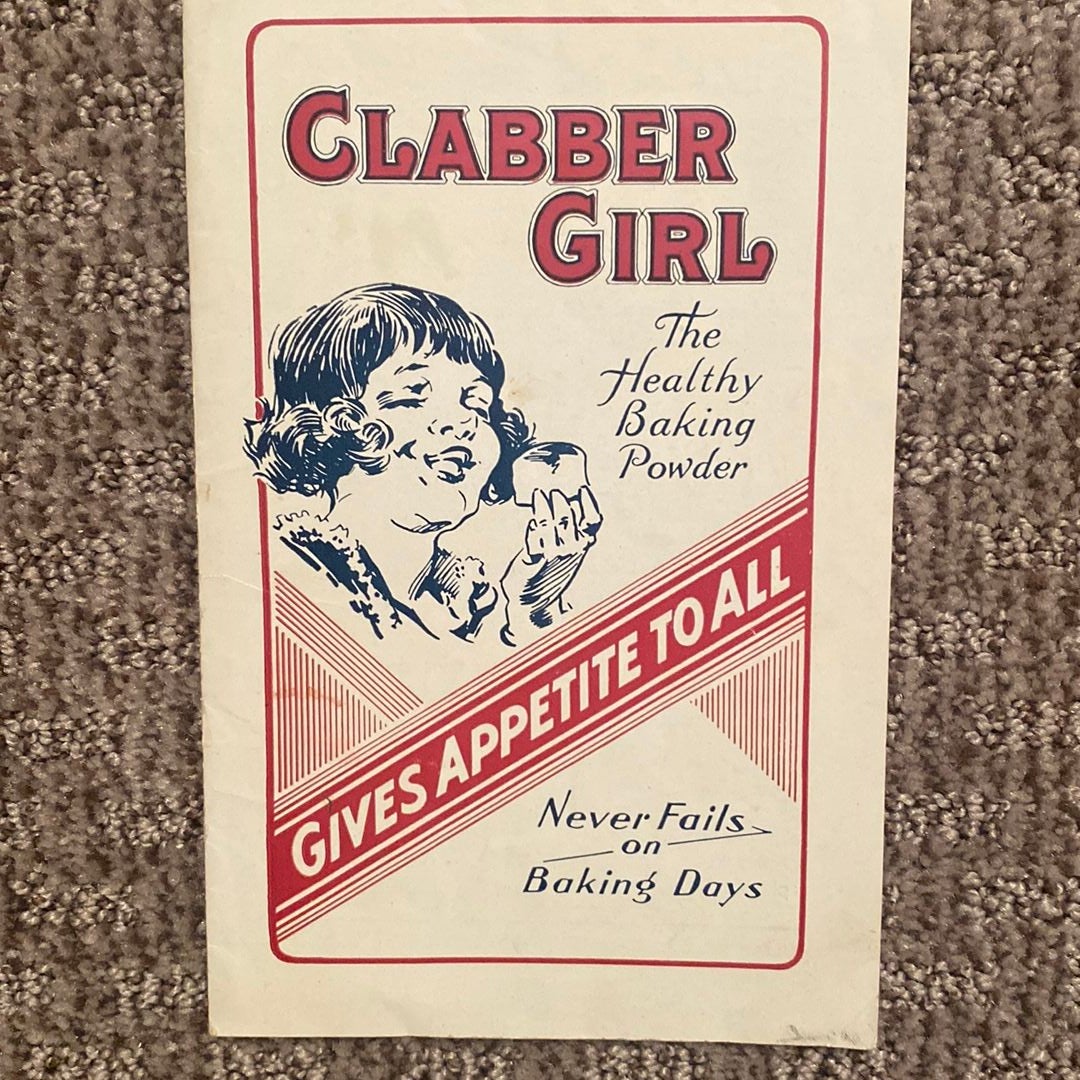 CLABBER
GIRL
The
Healthy
Baking
Powder
GIVES APPETITE TO ALL
Never Fails
on
Baking Days